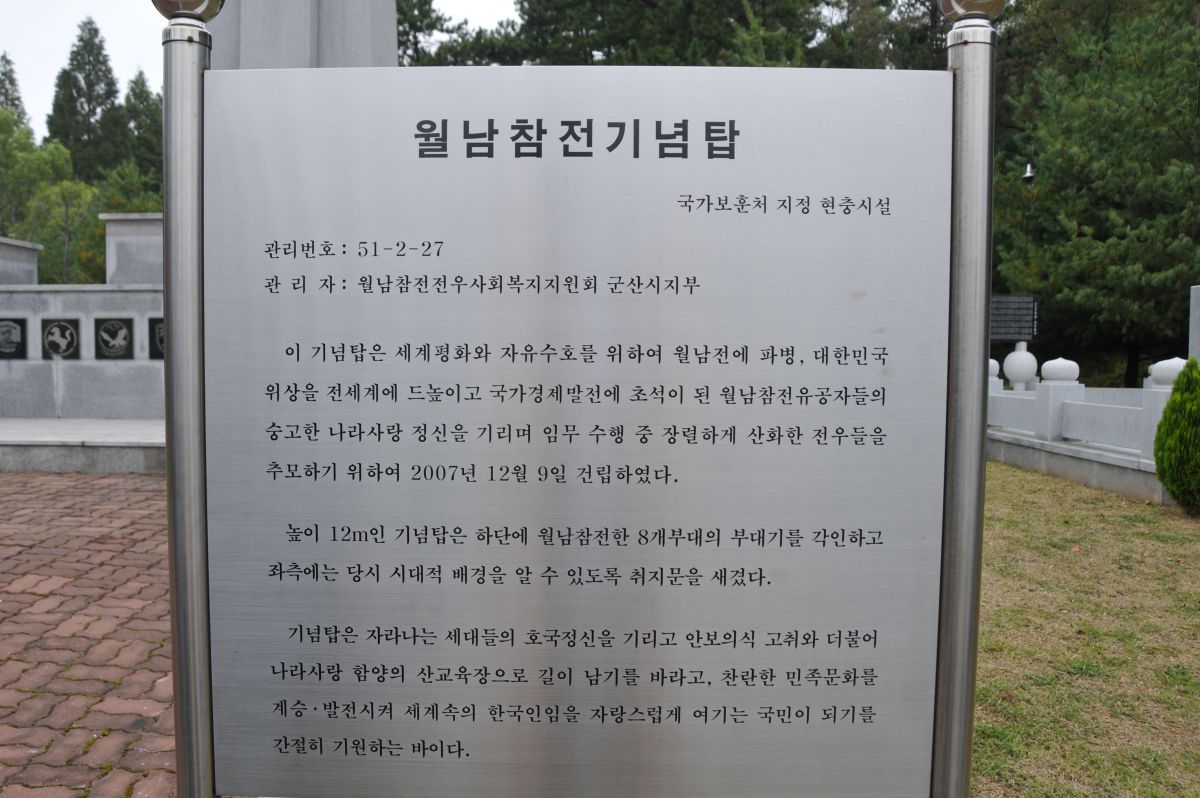 월남참전기념탑
국가보훈처 지정 현충시설
관리번호 : 51-2-27
관 리 자 : 월남참전전우사회복지지원회 군산시지부
이 기념탑은 세계평화와 자유수호를 위하여 월남전에 파병, 대한민국
위상을 전세계에 드높이고 국가경제발전에 초석이 된 월남참전유공자들의
숭고한 나라사랑 정신을 기리며 임무 수행 중 장렬하게 산화한 전우들을
추모하기 위하여 2007년 12월 9일 건립하였다.
높이 12m인 기념탑은 하단에 월남참전한 8개부대의 부대기를 각인하고
좌측에는 당시 시대적 배경을 알 수 있도록 취지문을 새겼다.
기념탑은 자라나는 세대들의 호국정신을 기리고 안보의식 고취와 더불어
나라사랑 함양의 산교육장으로 길이 남기를 바라고, 찬란한 민족문화를
계승·발전시켜 세계속의 한국인임을 자랑스럽게 여기는 국민이 되기를
간절히 기원하는 바이다.